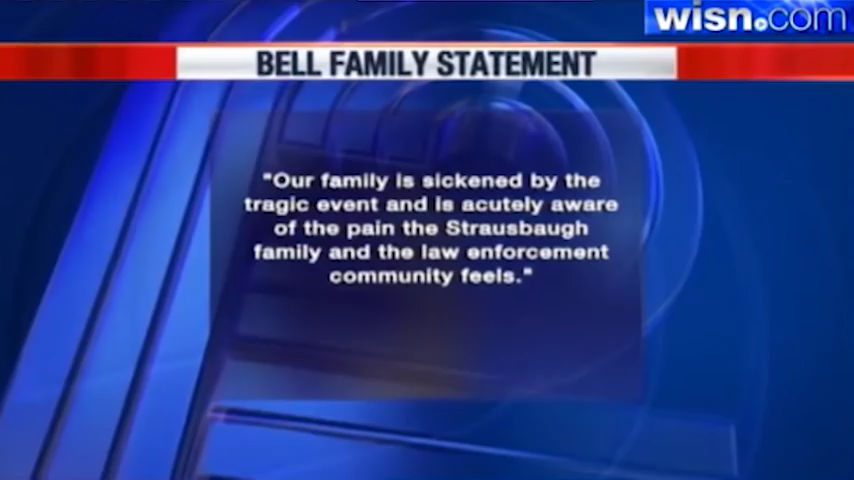 wisn.com
BELL FAMILY STATEMENT
"Our family is sickened by the
tragic event and is acutely aware
of the pain the Strausbaugh
family and the law enforcement
community feels."